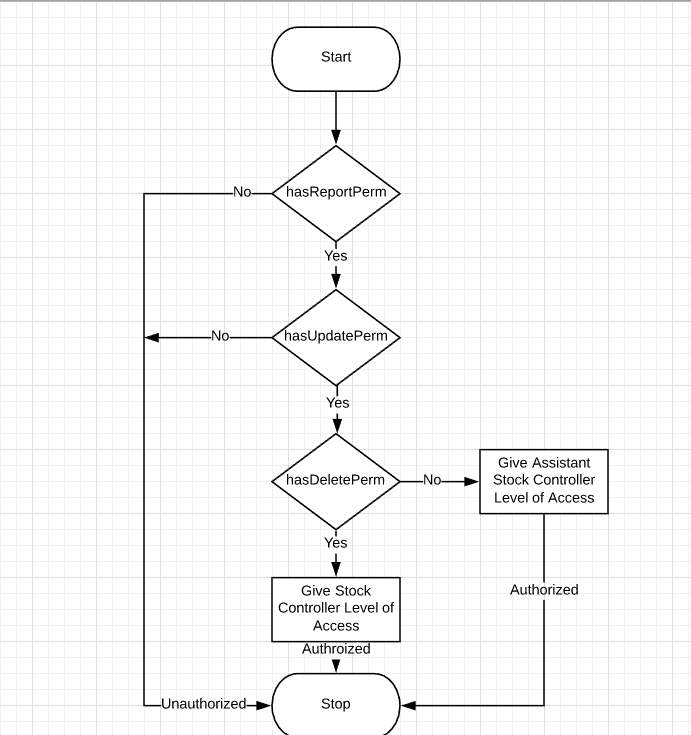 Start
hasReportPerm
No
Yes
hasUpdatePerm
No
Yes
hasDeletePerm
No
Give Assistant
Stock Controller
Level of Access
Yes
Give Stock
Controller Level of
Access
Authorized
Authroized
Unauthorized
Stop